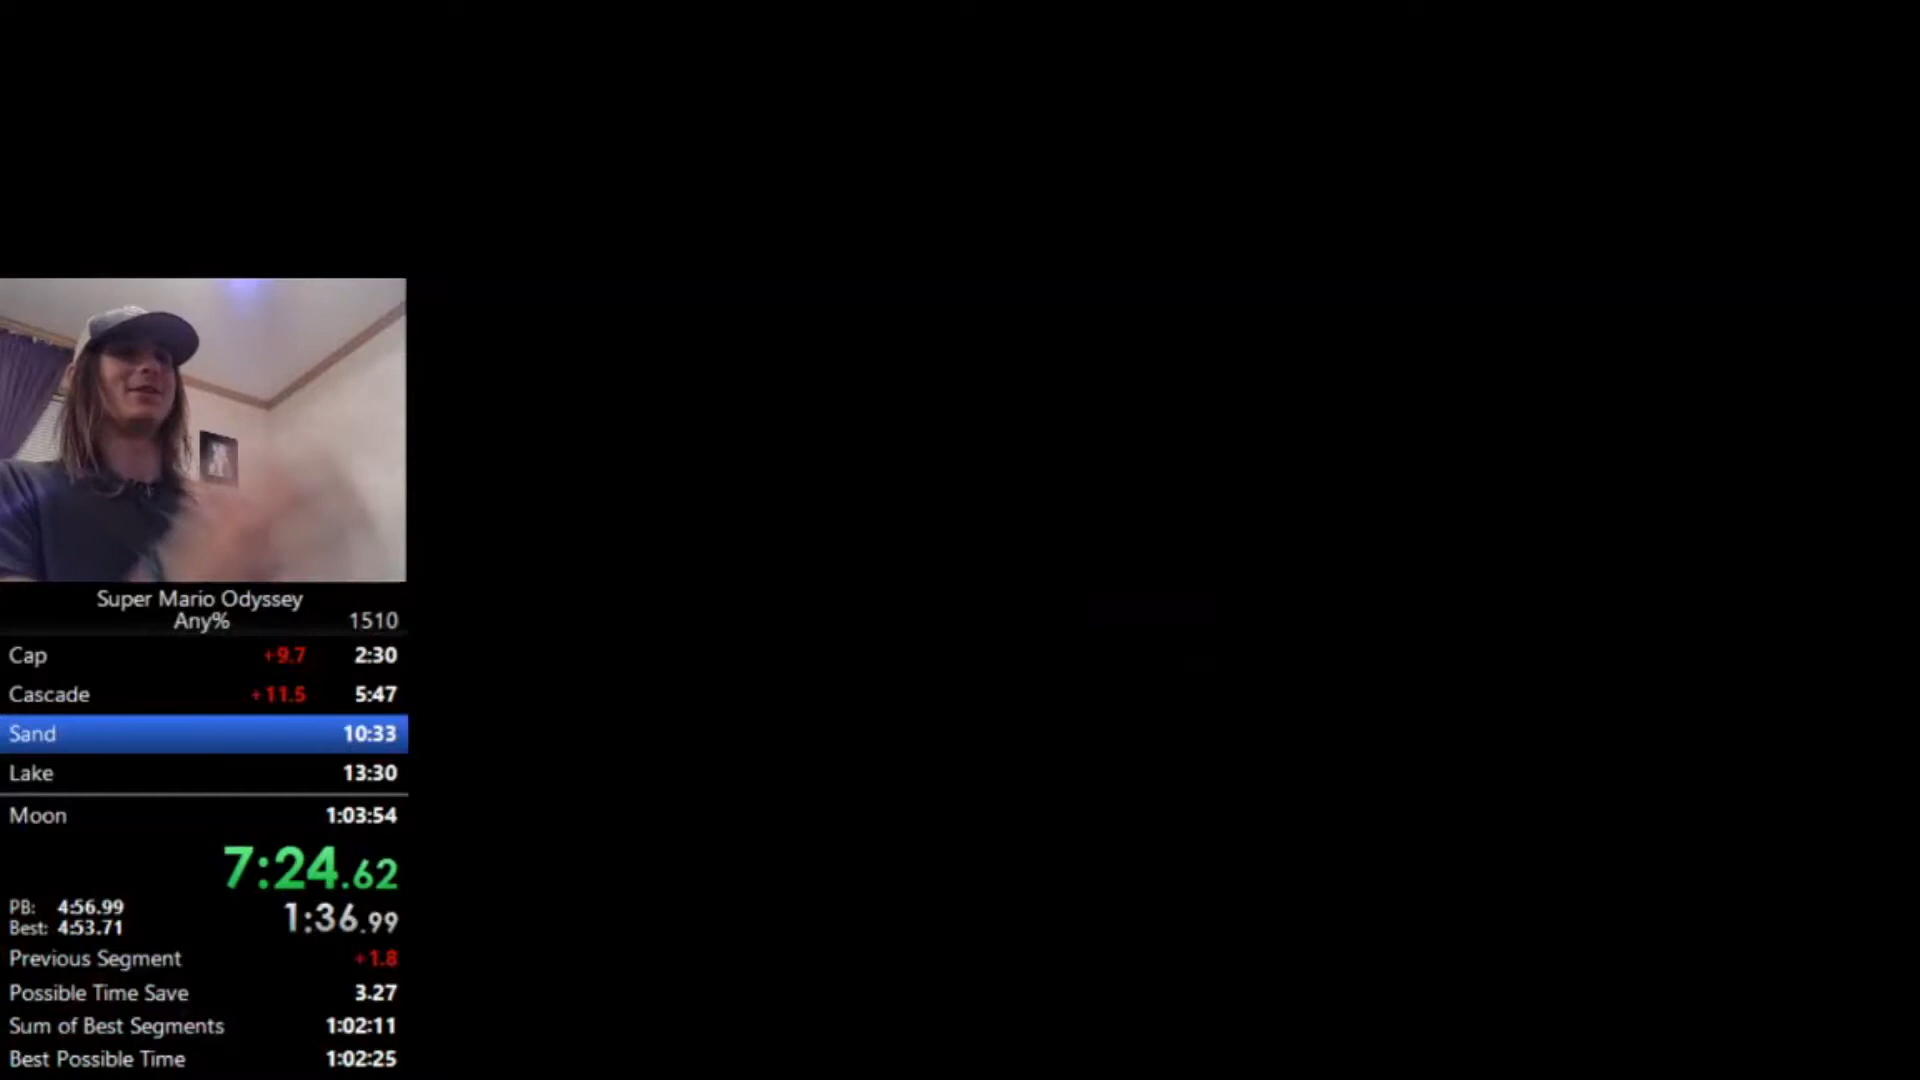 Super Mario Odyssey
Any% 1510
Cap +9.7 2:30
Cascade +11.5 5:47
Sand 10:33
Lake 13:30
Moon 1:03:54
7:24.62
PB: 4:56.99
Best: 4:53.71
1:36.99
Previous Segment +1.8
Possible Time Save 3.27
Sum of Best Segments 1:02:11
Best Possible Time 1:02:25